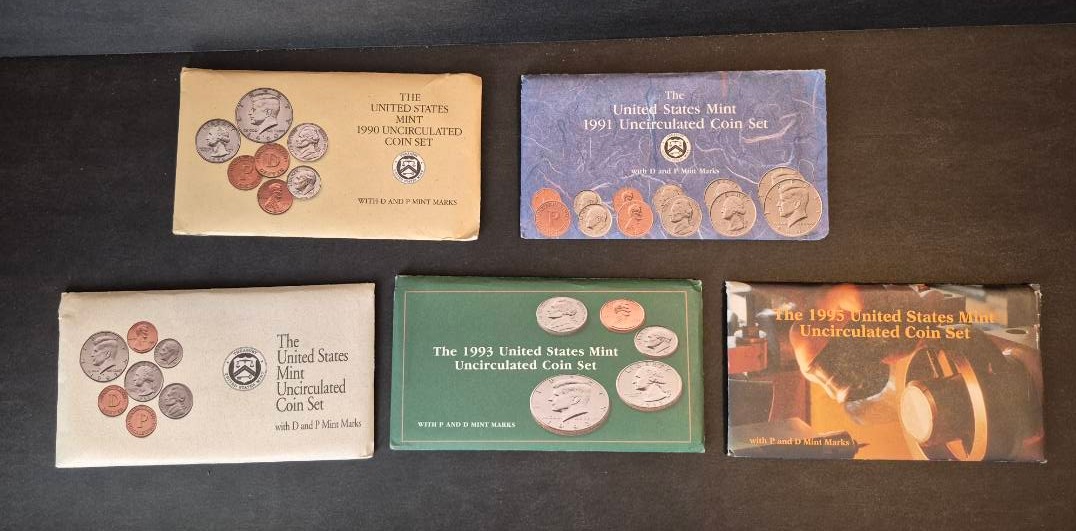 THE
UNITED STATES
MINT
1990 UNCIRCULATED
COIN SET
WITH D AND P MINT MARKS
The
United States Mint
1991 Uncirculated Coin Set
with D and P Mint Marks
The
United States
Mint
Uncirculated
Coin Set
with D and P Mint Marks
D
P
The 1993 United States Mint
Uncirculated Coin Set
WITH P AND D MINT MARKS
The 1995 United States Mint
Uncirculated Coin Set
with P and D Mint Marks